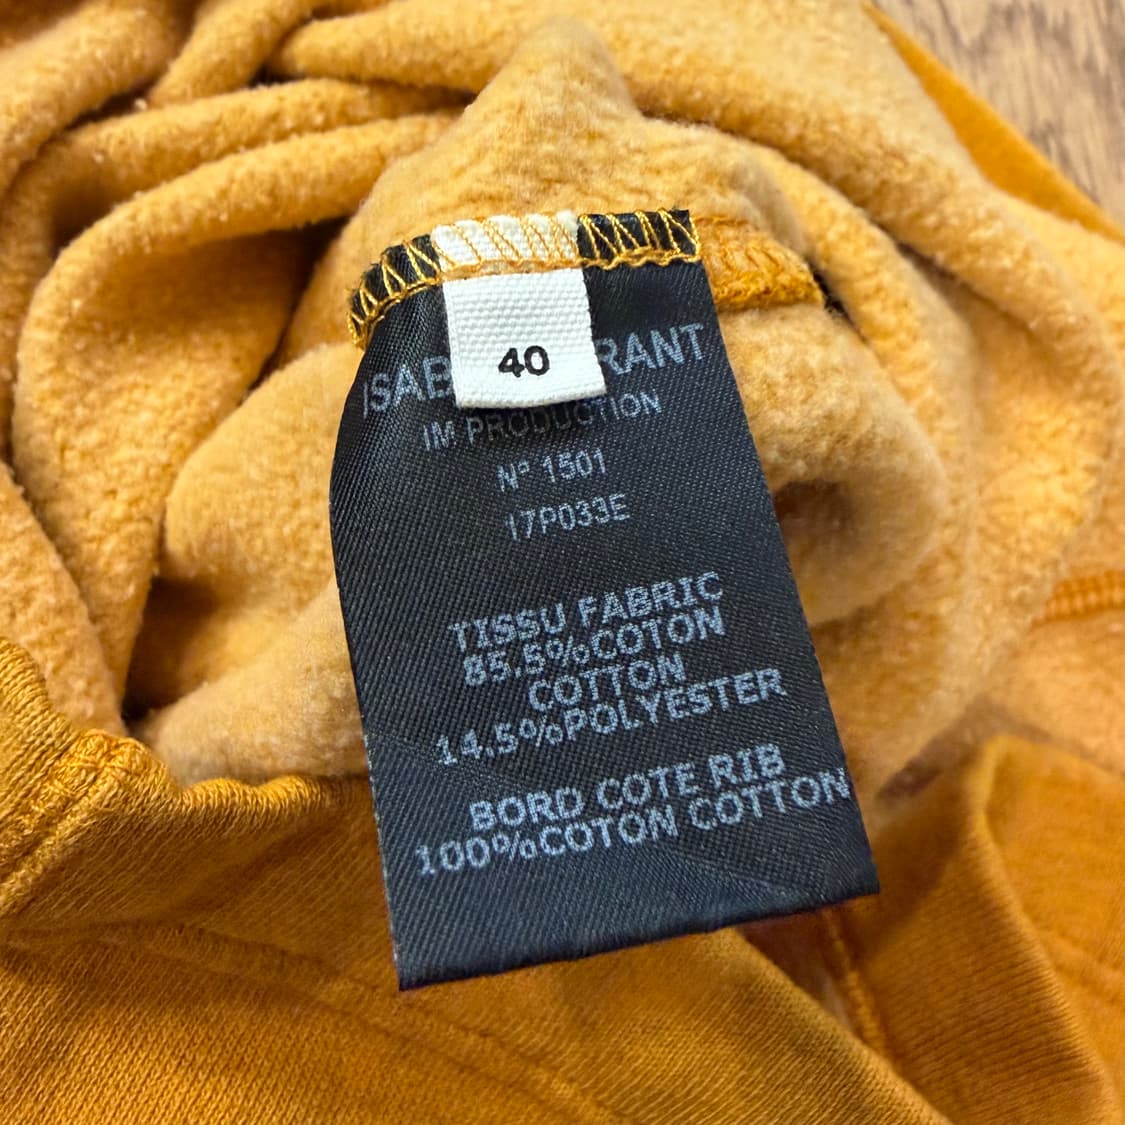 40
ISAB RANT
IM PRODUCTION
N° 1501
17P033E
TISSU FABRIC
85.5%COTON
COTTON
14.5%POLYESTER
BORD COTE RIB
100%COTON COTTON